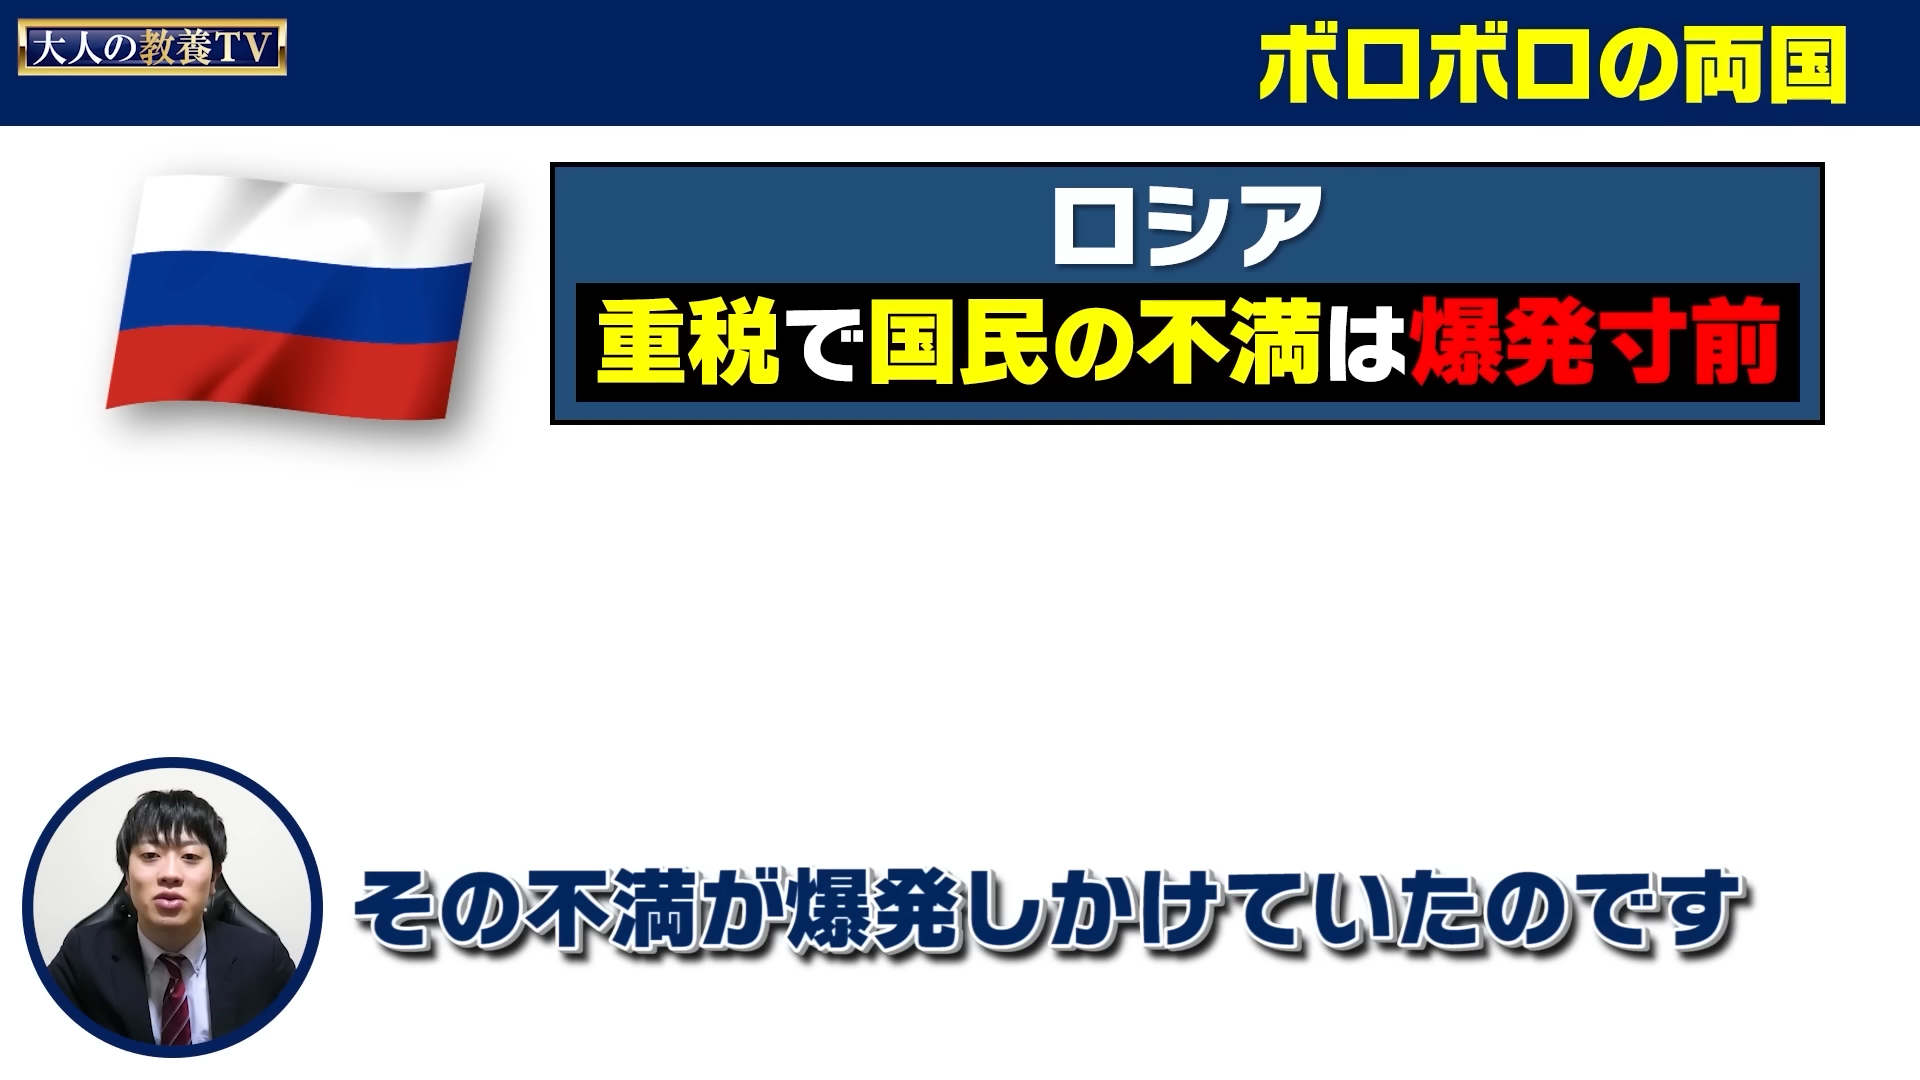 大人の教養TV
ボロボロの両国
ロシア
重税で国民の不満は爆発寸前
その不満が爆発しかけていたのです